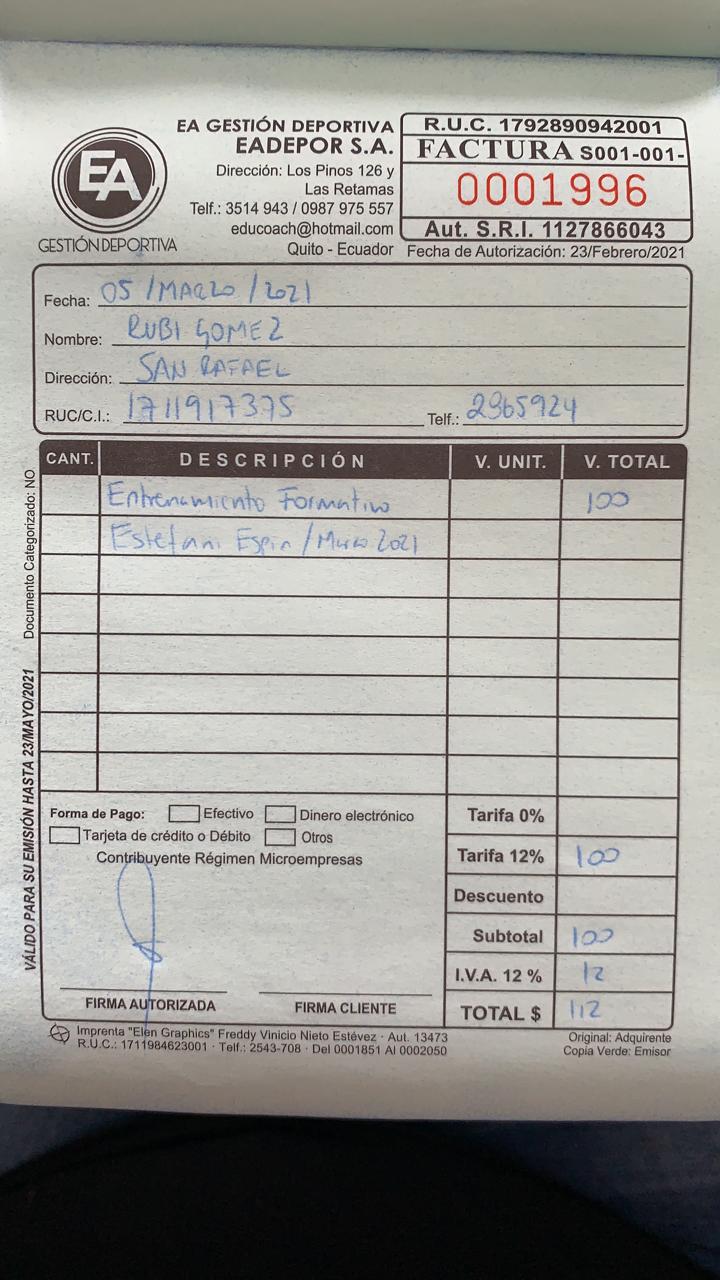 EA
GESTIÓN DEPORTIVA
EA GESTIÓN DEPORTIVA
EADEPOR S.A.
Dirección: Los Pinos 126 y
Las Retamas
Telf.: 3514 943 / 0987 975 557
educoach@hotmail.com
Quito - Ecuador
R.U.C. 1792890942001
FACTURA S001-001-
0001996
Aut. S.R.I. 1127866043
Fecha de Autorización: 23/Febrero/2021
Fecha: 05 / MARZO / 2021
Nombre: RUBI GOMEZ
Dirección: SAN RAFAEL
RUC/C.I.: 1711917375 Telf.: 2365924
CANT. DESCRIPCIÓN V. UNIT. V. TOTAL
Entrenamiento Formativo 100
Estefani Espin / Marzo 2021
Documento Categorizado: NO
VÁLIDO PARA SU EMISIÓN HASTA 23/MAYO/2021
Forma de Pago: Efectivo Dinero electrónico
Tarjeta de crédito o Débito Otros
Contribuyente Régimen Microempresas
FIRMA AUTORIZADA FIRMA CLIENTE
Tarifa 0%
Tarifa 12% 100
Descuento
Subtotal 100
I.V.A. 12 % 12
TOTAL $ 112
Imprenta "Elen Graphics" Freddy Vinicio Nieto Estévez · Aut. 13473
R.U.C.: 1711984623001 · Telf.: 2543-708 · Del 0001851 Al 0002050
Original: Adquirente
Copia Verde: Emisor